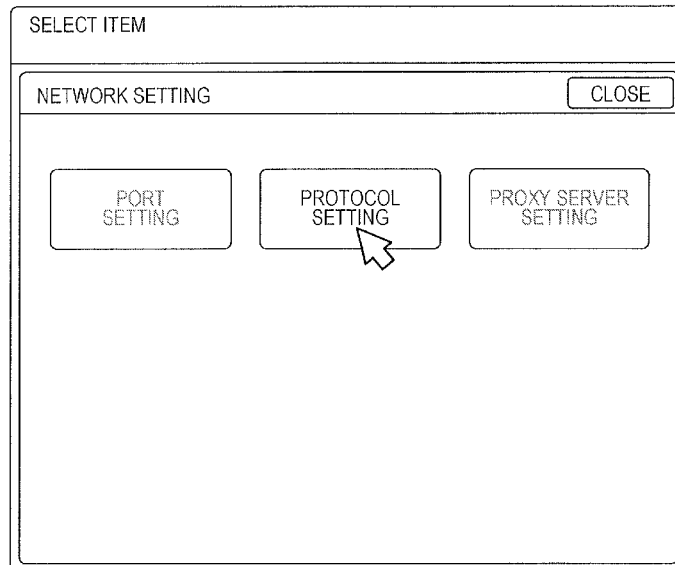 SELECT ITEM
NETWORK SETTING
CLOSE
PORT
SETTING
PROTOCOL
SETTING
PROXY SERVER
SETTING